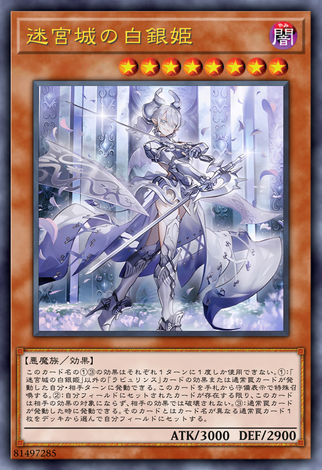 迷宮城の白銀姫
闇
やみ
【悪魔族/効果】
このカード名の①③の効果はそれぞれ1ターンに1度しか使用できない。①：「
迷宮城の白銀姫」以外の「ラビュリンス」カードの効果または通常罠カードが発
動した自分・相手ターンに発動できる。このカードを手札から守備表示で特殊召
喚する。②：自分フィールドにセットされたカードが存在する限り、このカード
は相手の効果の対象にならず、相手の効果では破壊されない。③：通常罠カード
が発動した時に発動できる。そのカードとはカード名が異なる通常罠カード１
枚をデッキから選んで自分フィールドにセットする。
ATK/3000 DEF/2900
81497285